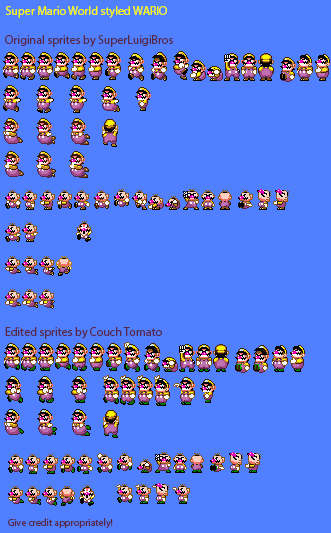 Super Mario World styled WARIO
Original sprites by SuperLuigiBros
Edited sprites by Couch Tomato
Give credit appropriately!